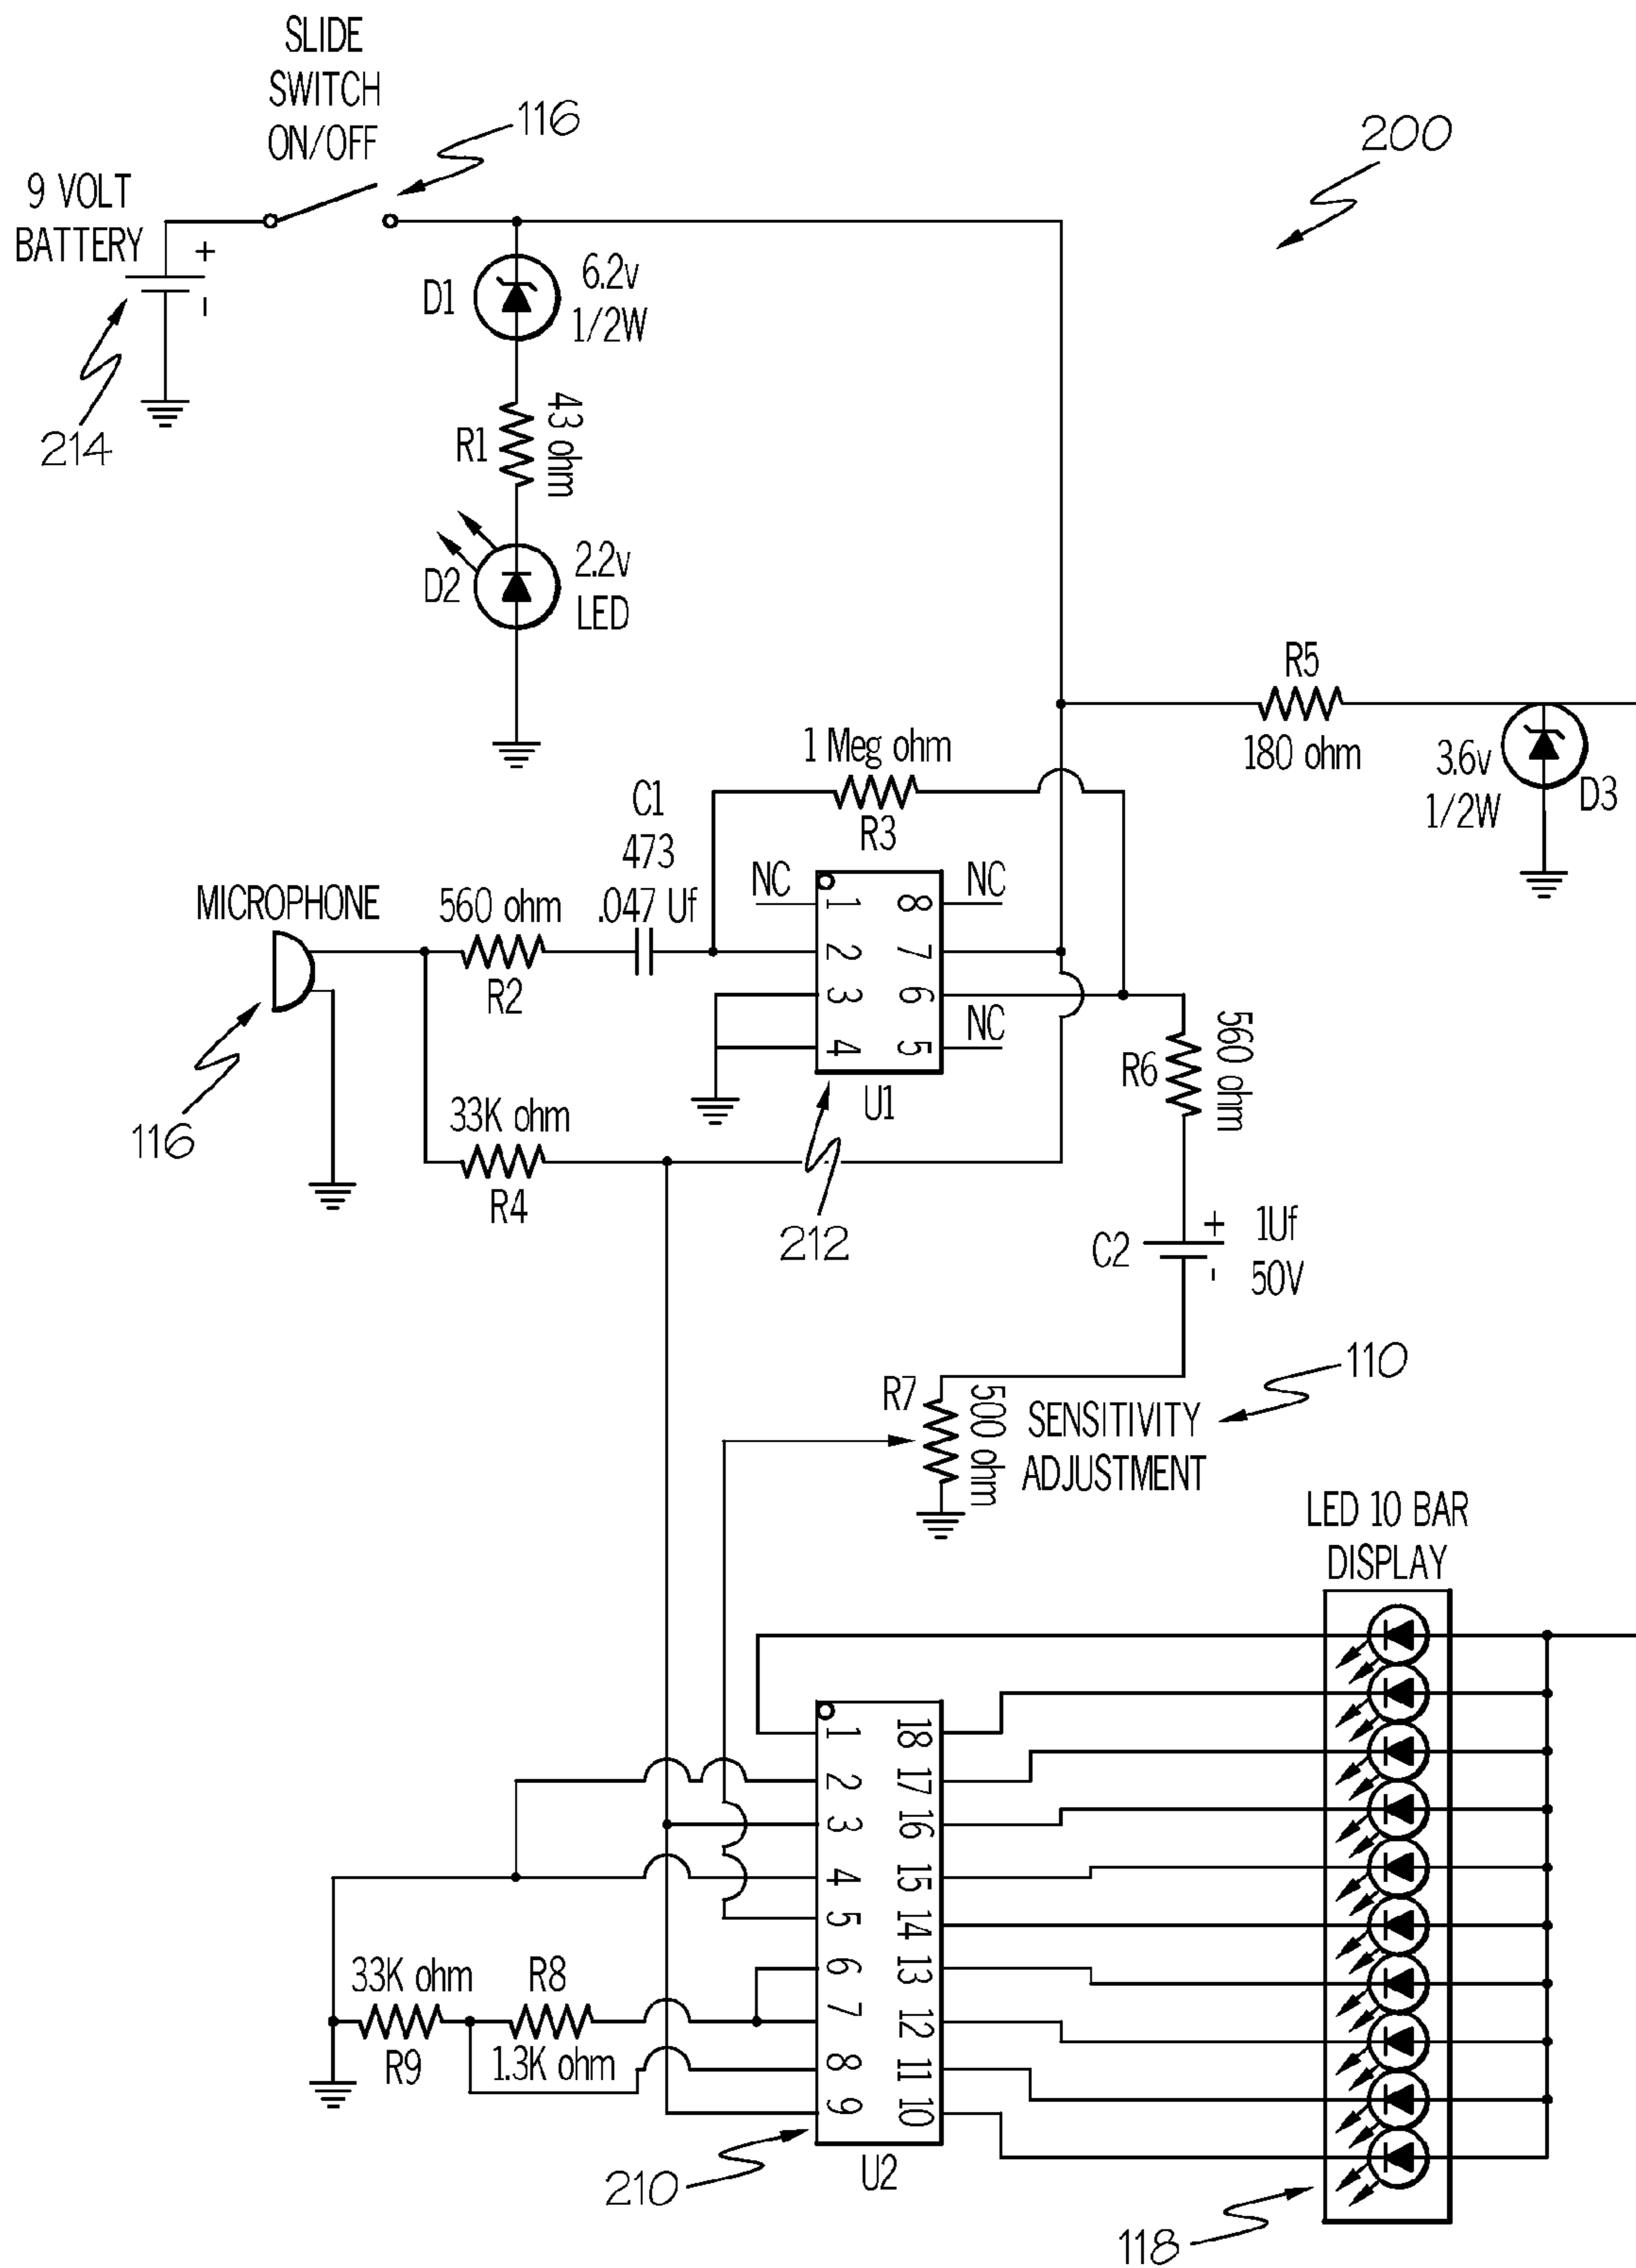 SLIDE
SWITCH
ON/OFF
116
200
9 VOLT
BATTERY
+
-
214
D1
6.2v
1/2W
R1
43 ohm
D2
2.2v
LED
R5
180 ohm
3.6v
1/2W
D3
1 Meg ohm
R3
C1
473
.047 Uf
MICROPHONE
560 ohm
R2
116
33K ohm
R4
NC
NC
NC
1
2
3
4
8
7
6
5
U1
212
R6
560 ohm
C2
+
-
1Uf
50V
R7
500 ohm
SENSITIVITY
ADJUSTMENT
110
LED 10 BAR
DISPLAY
1
2
3
4
5
6
7
8
9
18
17
16
15
14
13
12
11
10
33K ohm
R9
R8
1.3K ohm
U2
210
118